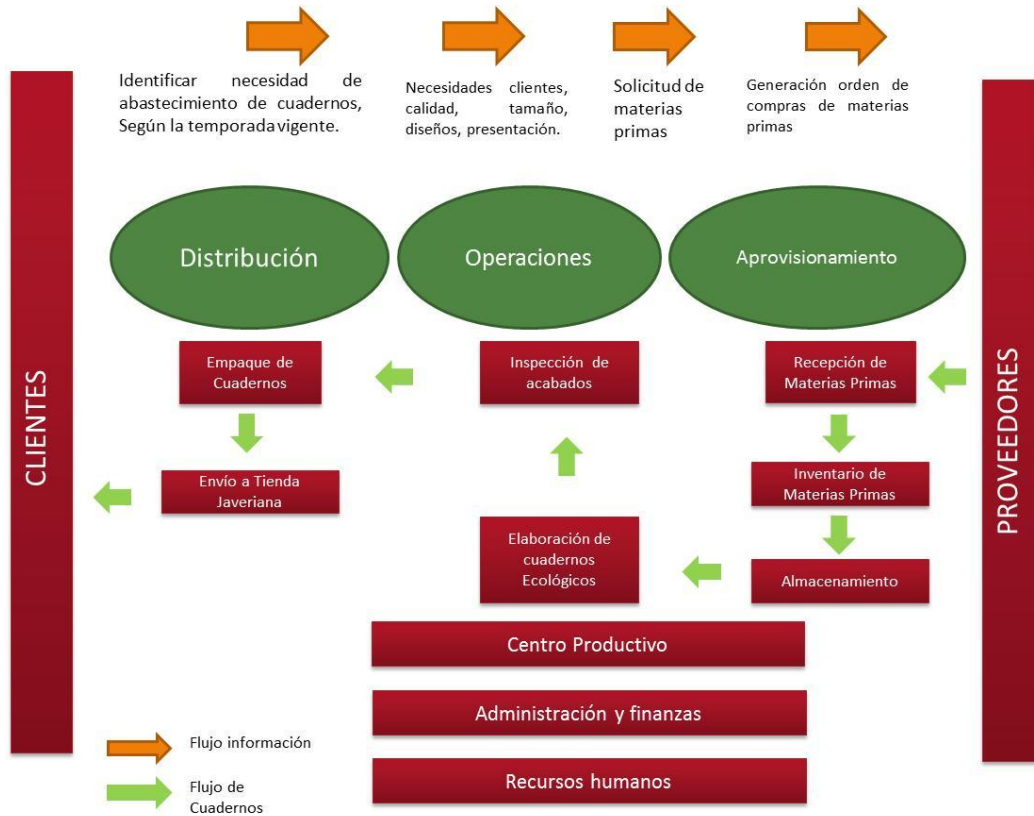 Identificar necesidad de
abastecimiento de cuadernos,
Según la temporada vigente.
Necesidades clientes,
calidad, tamaño,
diseños, presentación.
Solicitud de
materias
primas
Generación orden de
compras de materias
primas
CLIENTES
PROVEEDORES
Distribución
Operaciones
Aprovisionamiento
Empaque de
Cuadernos
Inspección de
acabados
Recepción de
Materias Primas
Envío a Tienda
Javeriana
Inventario de
Materias Primas
Elaboración de
cuadernos
Ecológicos
Almacenamiento
Centro Productivo
Administración y finanzas
Recursos humanos
Flujo información
Flujo de
Cuadernos